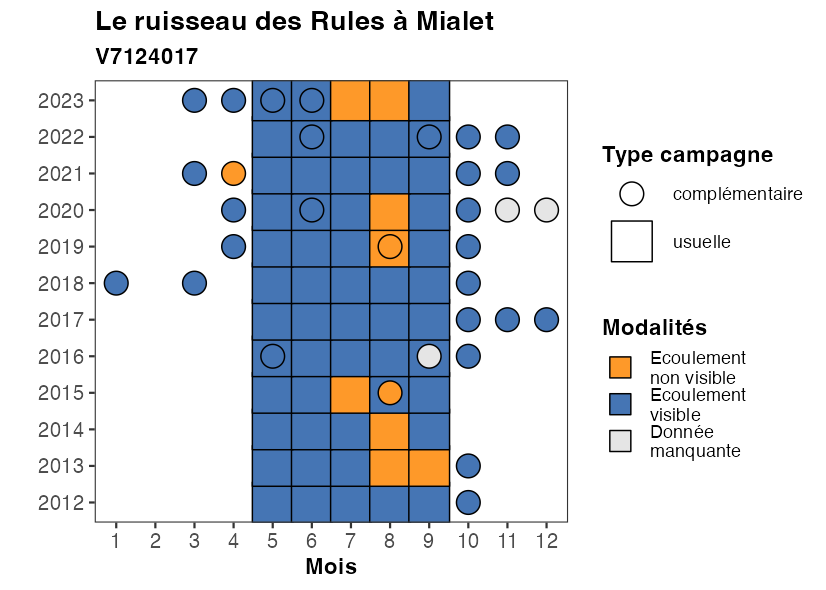 Le ruisseau des Rules à Mialet
V7124017
2023
2022
2021
2020
2019
2018
2017
2016
2015
2014
2013
2012
1 2 3 4 5 6 7 8 9 10 11 12
Mois
Type campagne
complémentaire
usuelle
Modalités
Ecoulement
non visible
Ecoulement
visible
Donnée
manquante